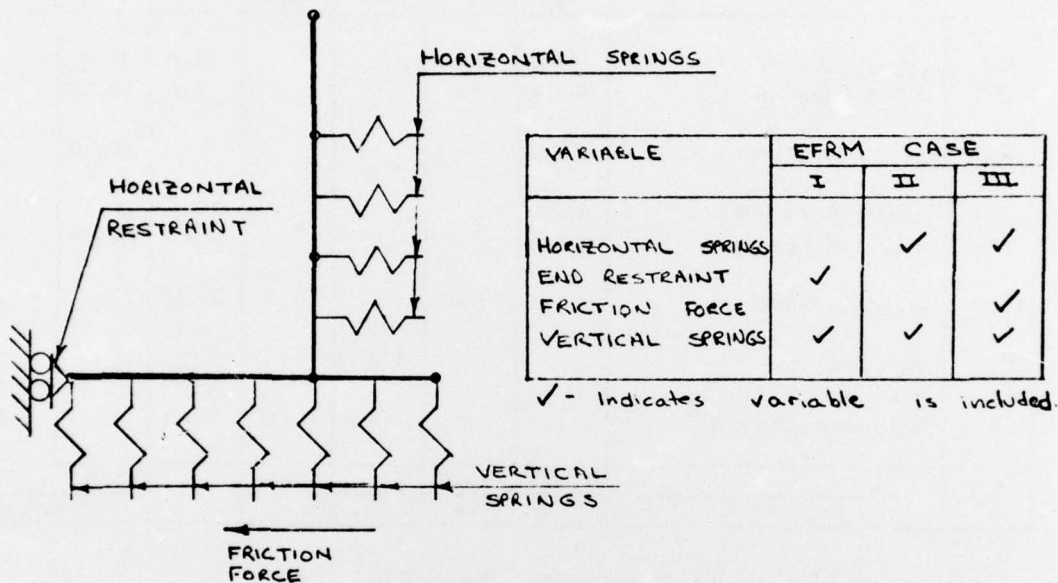 HORIZONTAL SPRINGS
HORIZONTAL
RESTRAINT
VERTICAL
SPRINGS
FRICTION
FORCE
VARIABLE EFRM CASE
I II III
HORIZONTAL SPRINGS ✓ ✓
END RESTRAINT ✓
FRICTION FORCE ✓
VERTICAL SPRINGS ✓ ✓ ✓
✓ - Indicates variable is included.